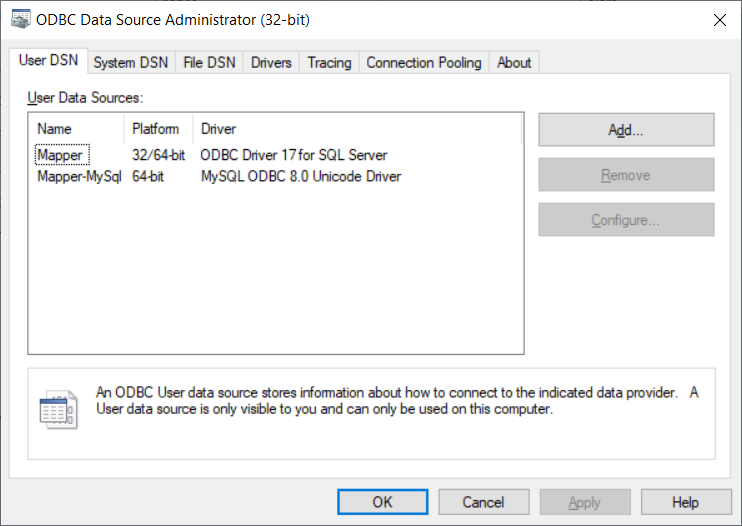 ODBC Data Source Administrator (32-bit)
User DSN System DSN File DSN Drivers Tracing Connection Pooling About
User Data Sources:
Name Platform Driver
Mapper 32/64-bit ODBC Driver 17 for SQL Server
Mapper-MySql 64-bit MySQL ODBC 8.0 Unicode Driver
Add...
Remove
Configure...
An ODBC User data source stores information about how to connect to the indicated data provider. A
User data source is only visible to you and can only be used on this computer.
OK Cancel Apply Help